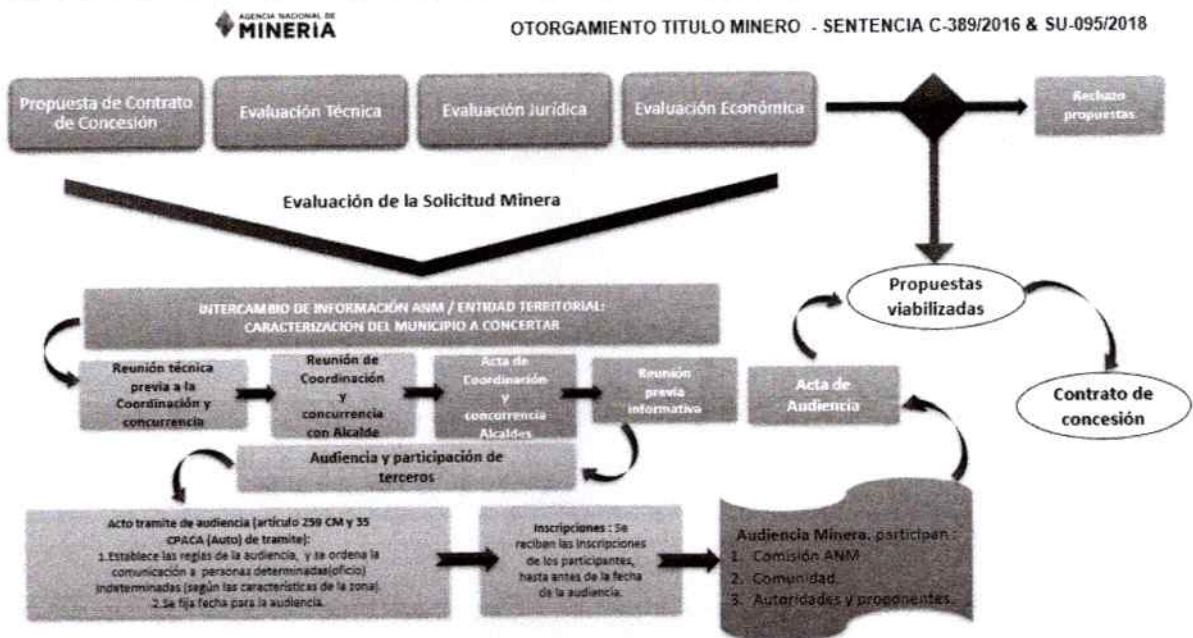 AGENCIA NACIONAL DE
MINERÍA
OTORGAMIENTO TITULO MINERO - SENTENCIA C-389/2016 & SU-095/2018
Propuesta de Contrato
de Concesión
Evaluación Técnica
Evaluación Jurídica
Evaluación Económica
Rechazo
propuestas
Evaluación de la Solicitud Minera
INTERCAMBIO DE INFORMACIÓN ANM / ENTIDAD TERRITORIAL:
CARACTERIZACION DEL MUNICIPIO A CONCERTAR
Propuestas
viabilizadas
Reunión técnica
previa a la
Coordinación y
concurrencia
Reunión de
Coordinación
y
concurrencia
con Alcalde
Acta de
Coordinación
y
concurrencia
Alcaldes
Reunión
previa
informativa
Acta de
Audiencia
Contrato de
concesión
Audiencia y participación de
terceros
Acto tramite de audiencia (artículo 259 CM y 35
CPACA (Auto) de tramite):
1.Establece las reglas de la audiencia, y se ordena la
comunicación a personas determinadas(oficio)
indeterminadas (según las características de la zona).
2.Se fija fecha para la audiencia.
Inscripciones : Se
reciben las inscripciones
de los participantes,
hasta antes de la fecha
de la audiencia.
Audiencia Minera, participan :
1. Comisión ANM
2. Comunidad.
3. Autoridades y proponentes.